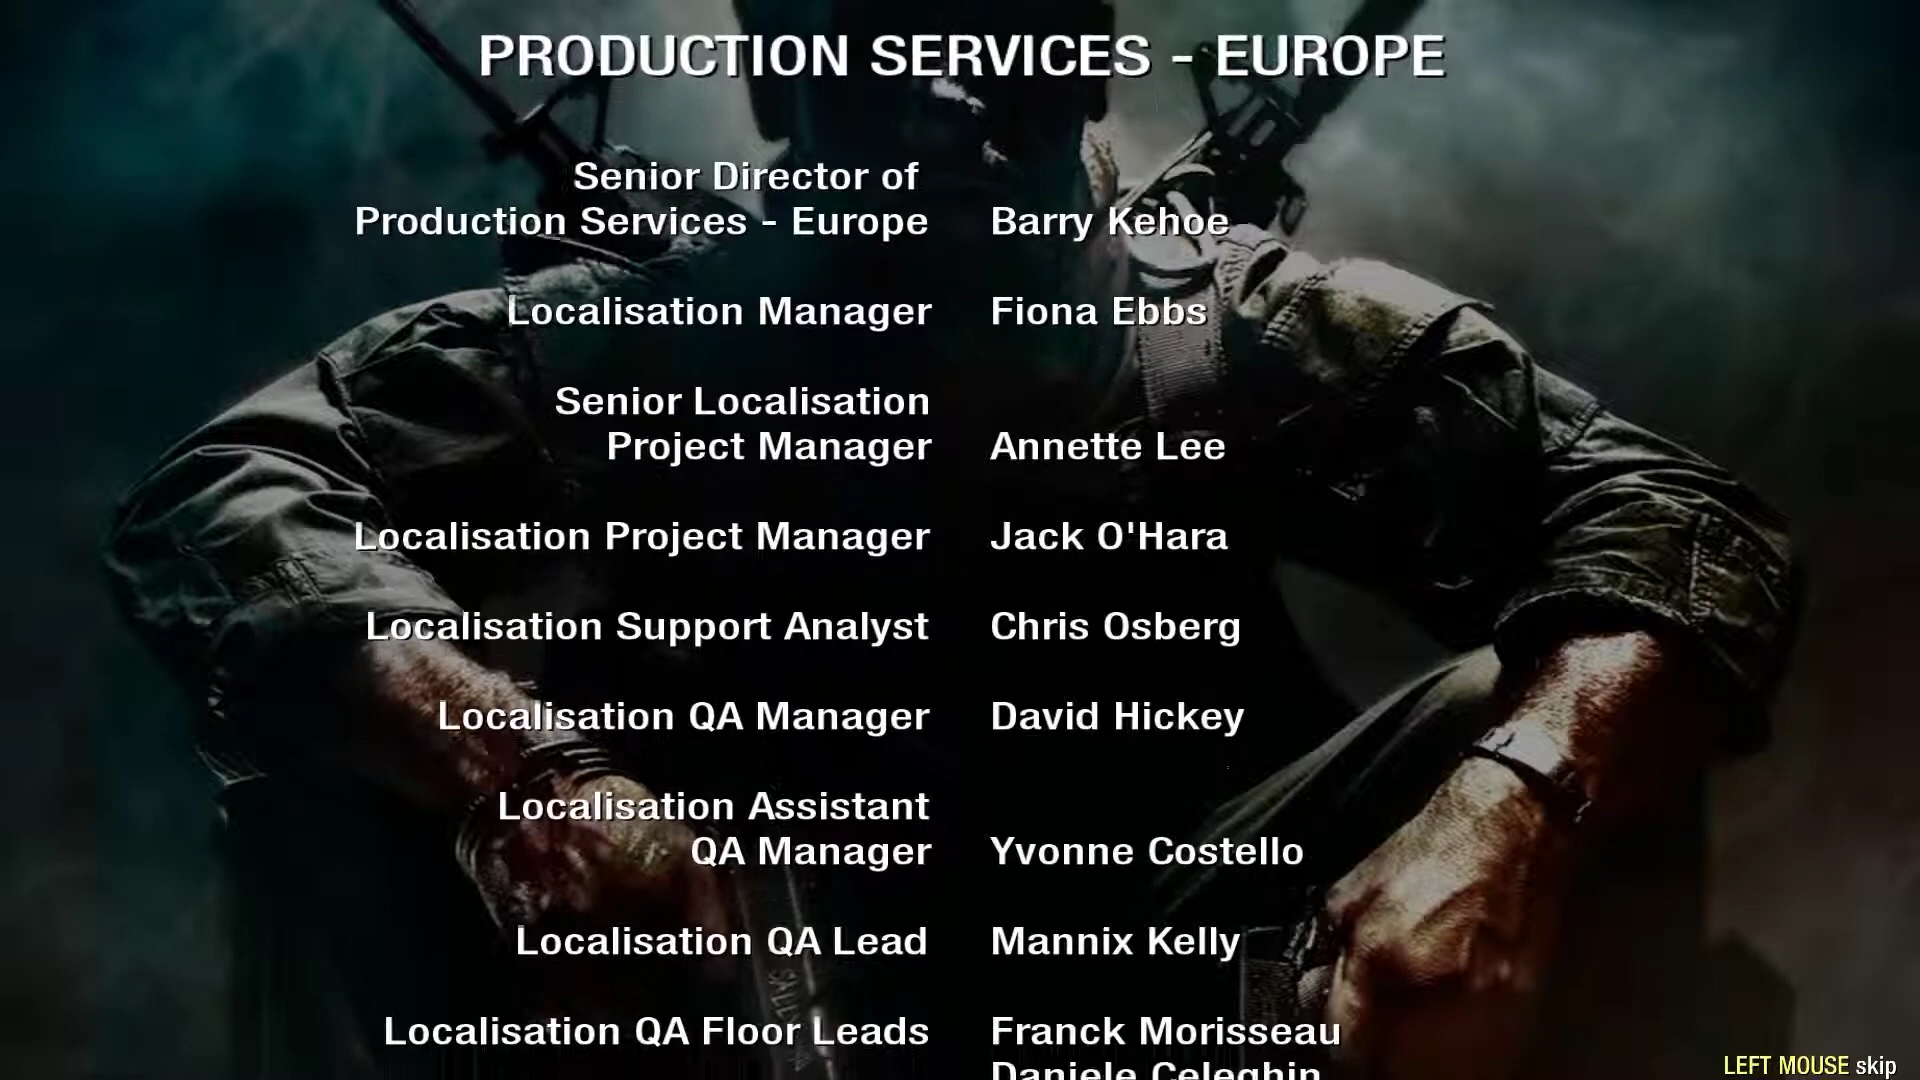 PRODUCTION SERVICES - EUROPE
Senior Director of
Production Services - Europe Barry Kehoe
Localisation Manager Fiona Ebbs
Senior Localisation
Project Manager Annette Lee
Localisation Project Manager Jack O'Hara
Localisation Support Analyst Chris Osberg
Localisation QA Manager David Hickey
Localisation Assistant
QA Manager Yvonne Costello
Localisation QA Lead Mannix Kelly
Localisation QA Floor Leads Franck Morisseau
Daniele Celeghin
LEFT MOUSE skip